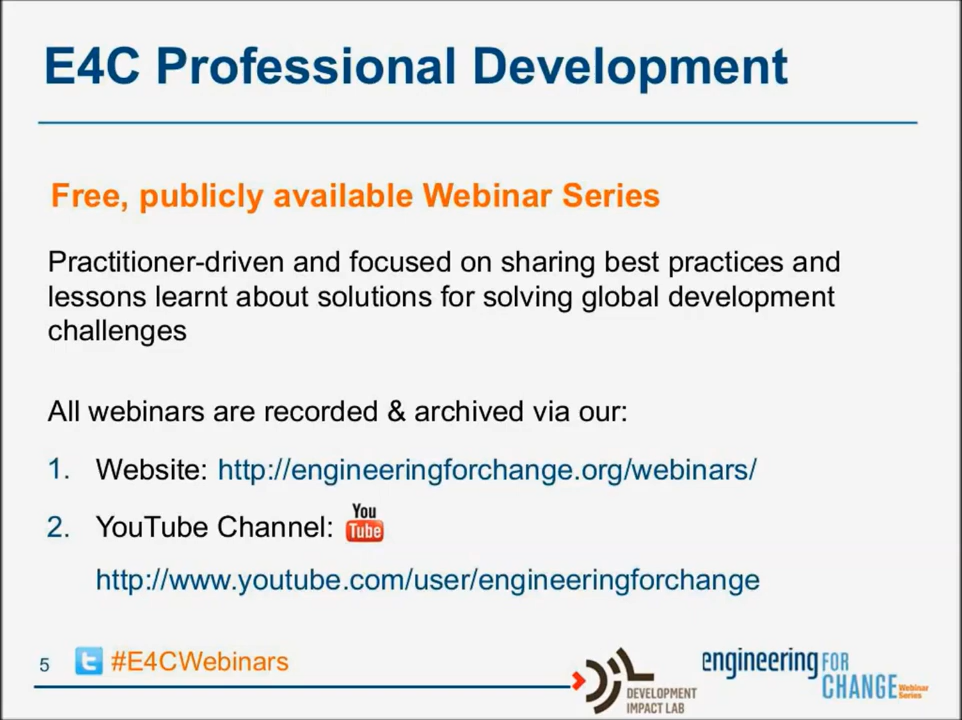 E4C Professional Development
Free, publicly available Webinar Series
Practitioner-driven and focused on sharing best practices and
lessons learnt about solutions for solving global development
challenges
All webinars are recorded & archived via our:
1. Website: http://engineeringforchange.org/webinars/
2. YouTube Channel: You
Tube
http://www.youtube.com/user/engineeringforchange
5 #E4CWebinars
DIL
DEVELOPMENT
IMPACT LAB
engineering FOR
CHANGE Webinar
Series